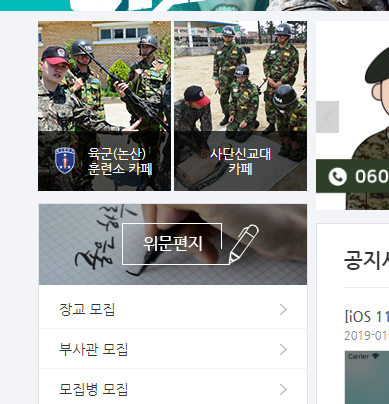 육군(논산)
훈련소 카페
사단신교대
카페
060
위문편지
장교 모집
부사관 모집
모집병 모집
공지사
[iOS 11
2019-01
Carrier